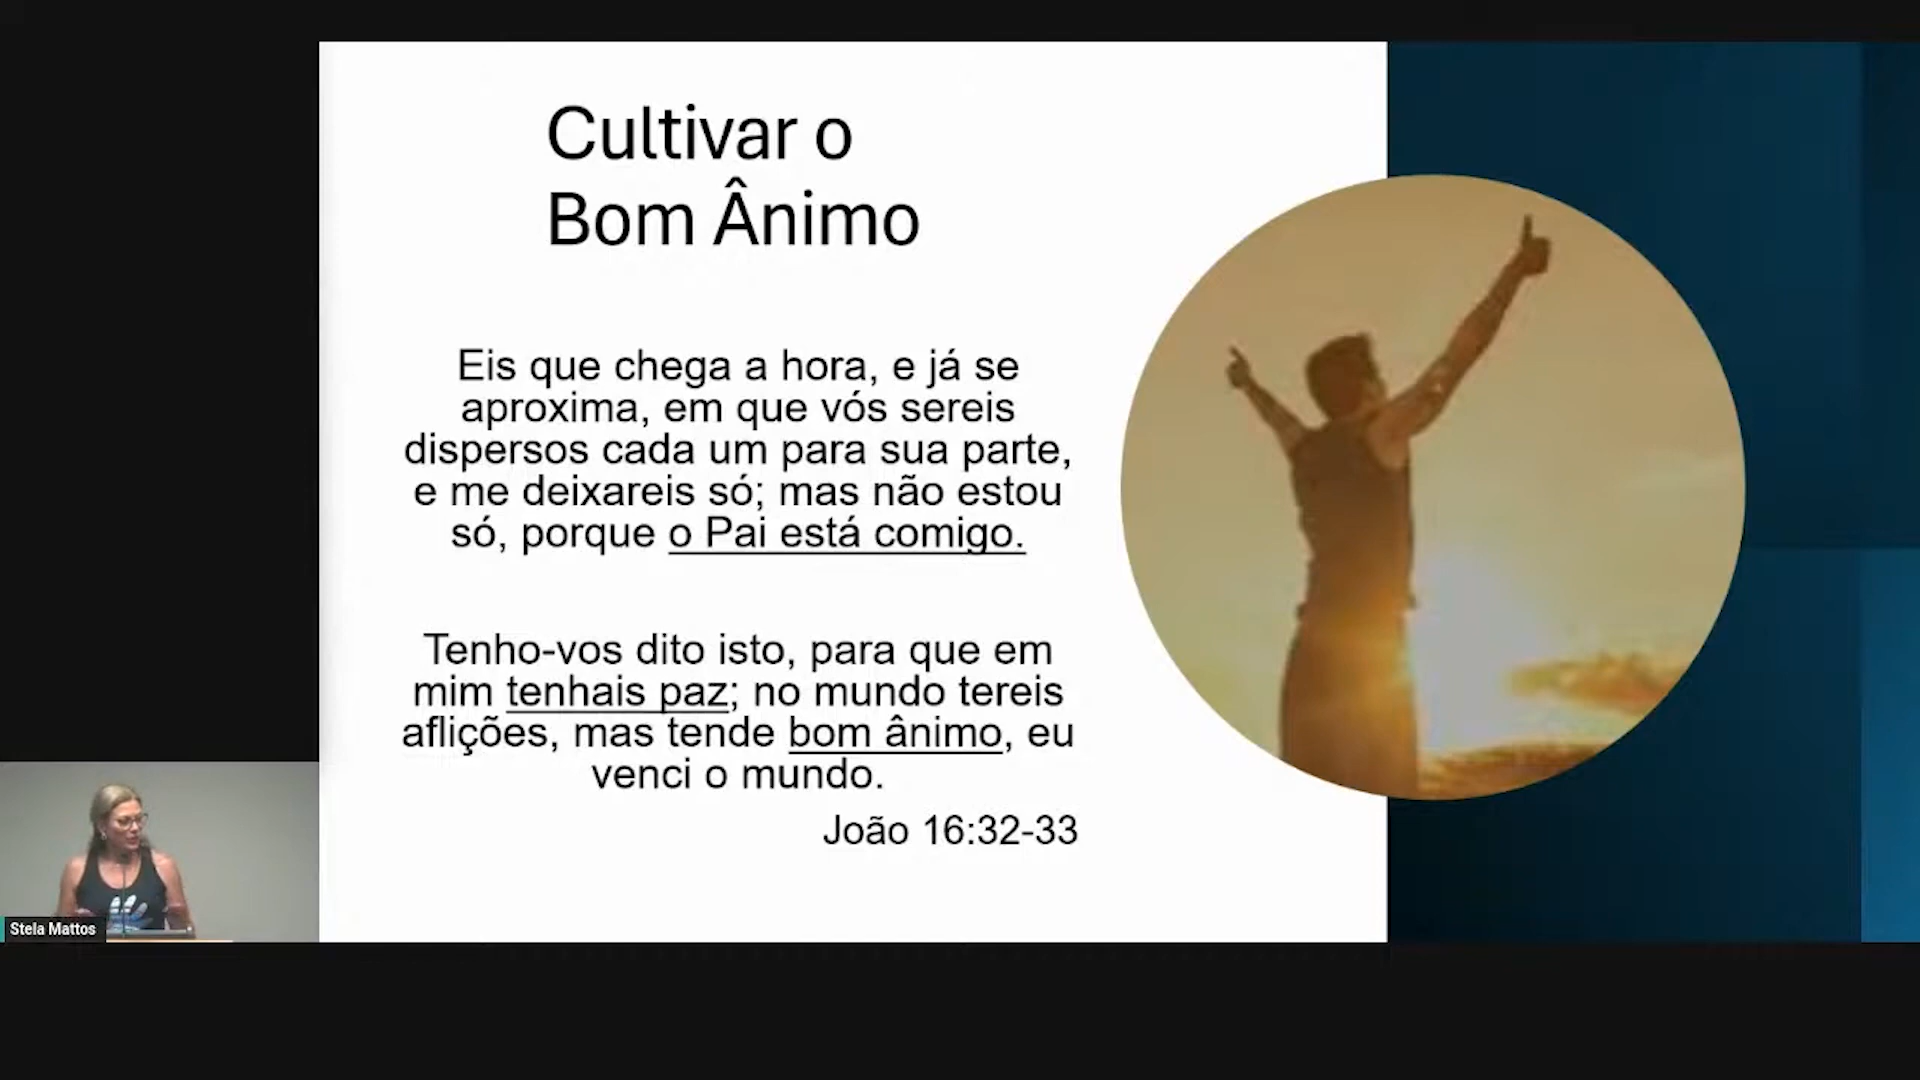 Cultivar o
Bom Ânimo
Eis que chega a hora, e já se
aproxima, em que vós sereis
dispersos cada um para sua parte,
e me deixareis só; mas não estou
só, porque o Pai está comigo.
Tenho-vos dito isto, para que em
mim tenhais paz; no mundo tereis
aflições, mas tende bom ânimo, eu
venci o mundo.
João 16:32-33
Stela Mattos